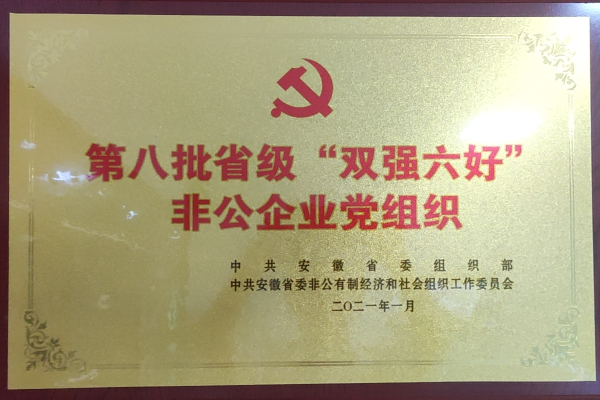 第八批省级“双强六好”
非公企业党组织
中共安徽省委组织部
中共安徽省委非公有制经济和社会组织工作委员会
二〇二一年一月